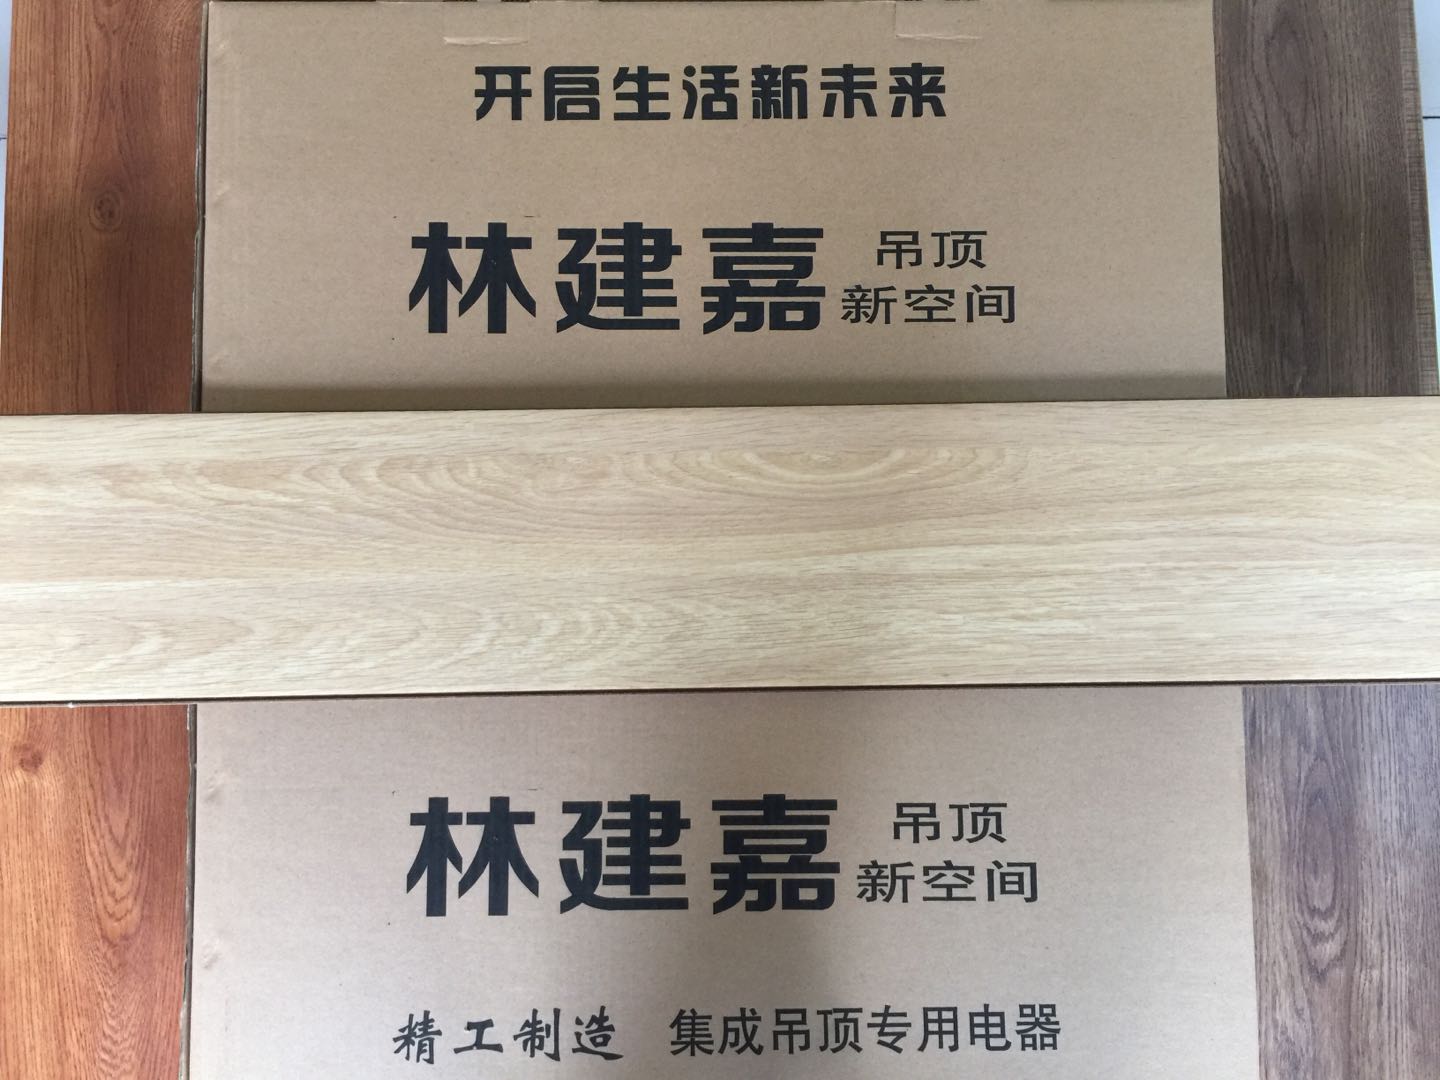 开启生活新未来
林建嘉 吊顶
新空间
林建嘉 吊顶
新空间
精工制造 集成吊顶专用电器